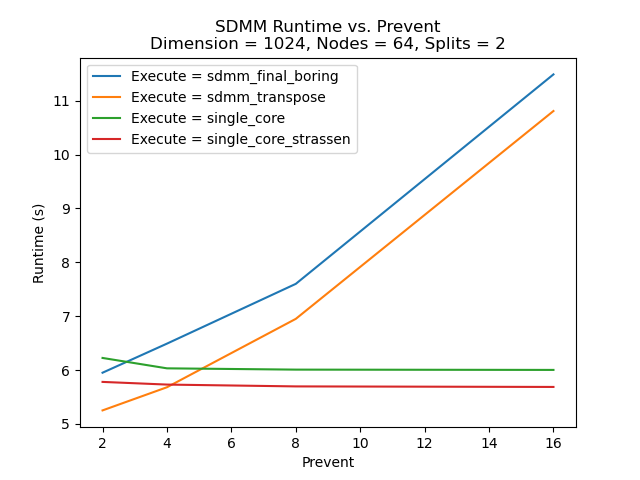 SDMM Runtime vs. Prevent
Dimension = 1024, Nodes = 64, Splits = 2
Execute = sdmm_final_boring
Execute = sdmm_transpose
Execute = single_core
Execute = single_core_strassen
Runtime (s)
11
10
9
8
7
6
5
2 4 6 8 10 12 14 16
Prevent